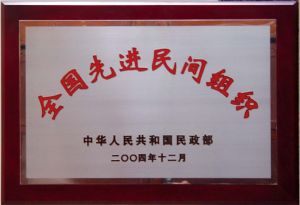 全国先进民间组织
中华人民共和国民政部
二〇〇四年十二月